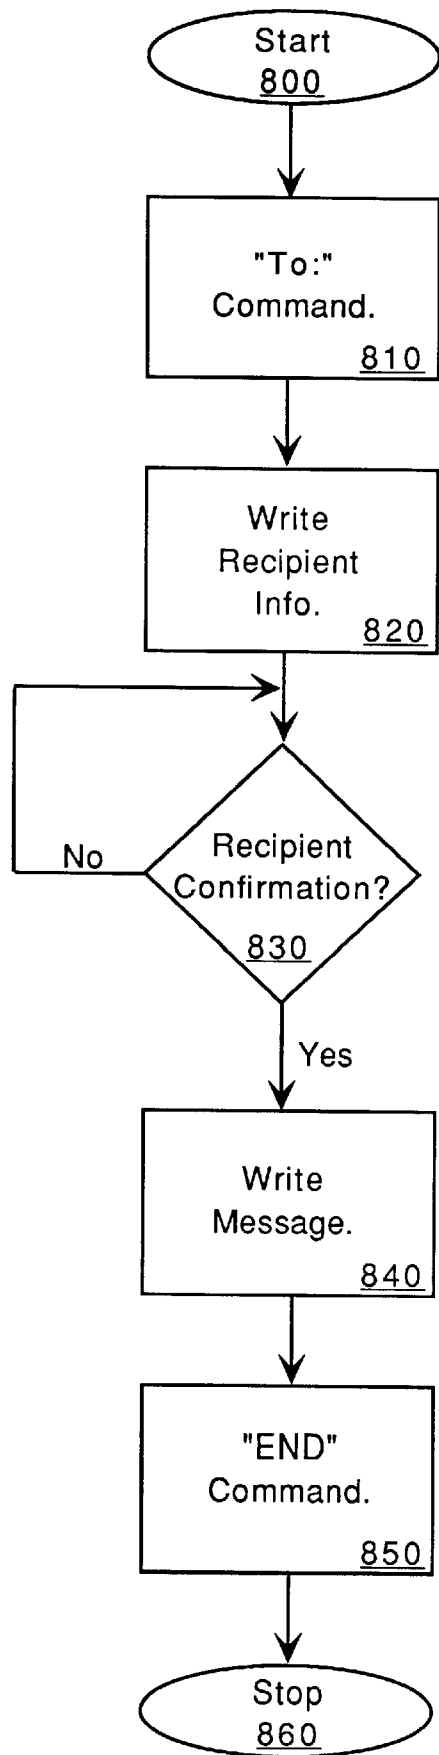 Start
800
"To:"
Command.
810
Write
Recipient
Info.
820
Recipient
Confirmation?
830
No
Yes
Write
Message.
840
"END"
Command.
850
Stop
860